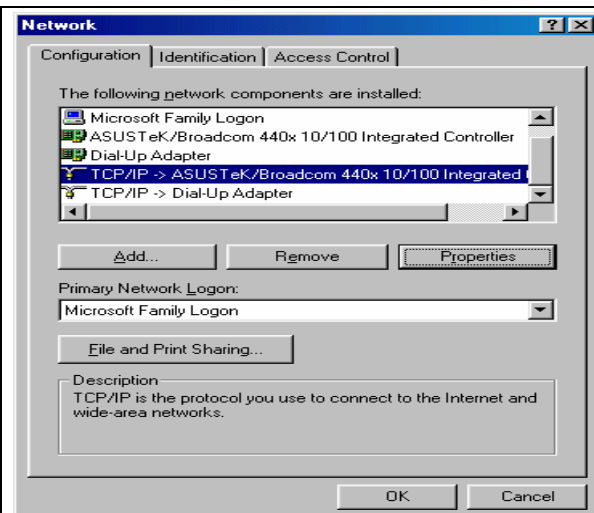 Network
Configuration Identification Access Control
The following network components are installed:
Microsoft Family Logon
ASUSTeK/Broadcom 440x 10/100 Integrated Controller
Dial-Up Adapter
TCP/IP -> ASUSTeK/Broadcom 440x 10/100 Integrated
TCP/IP -> Dial-Up Adapter
Add... Remove Properties
Primary Network Logon:
Microsoft Family Logon
File and Print Sharing...
Description
TCP/IP is the protocol you use to connect to the Internet and
wide-area networks.
OK Cancel